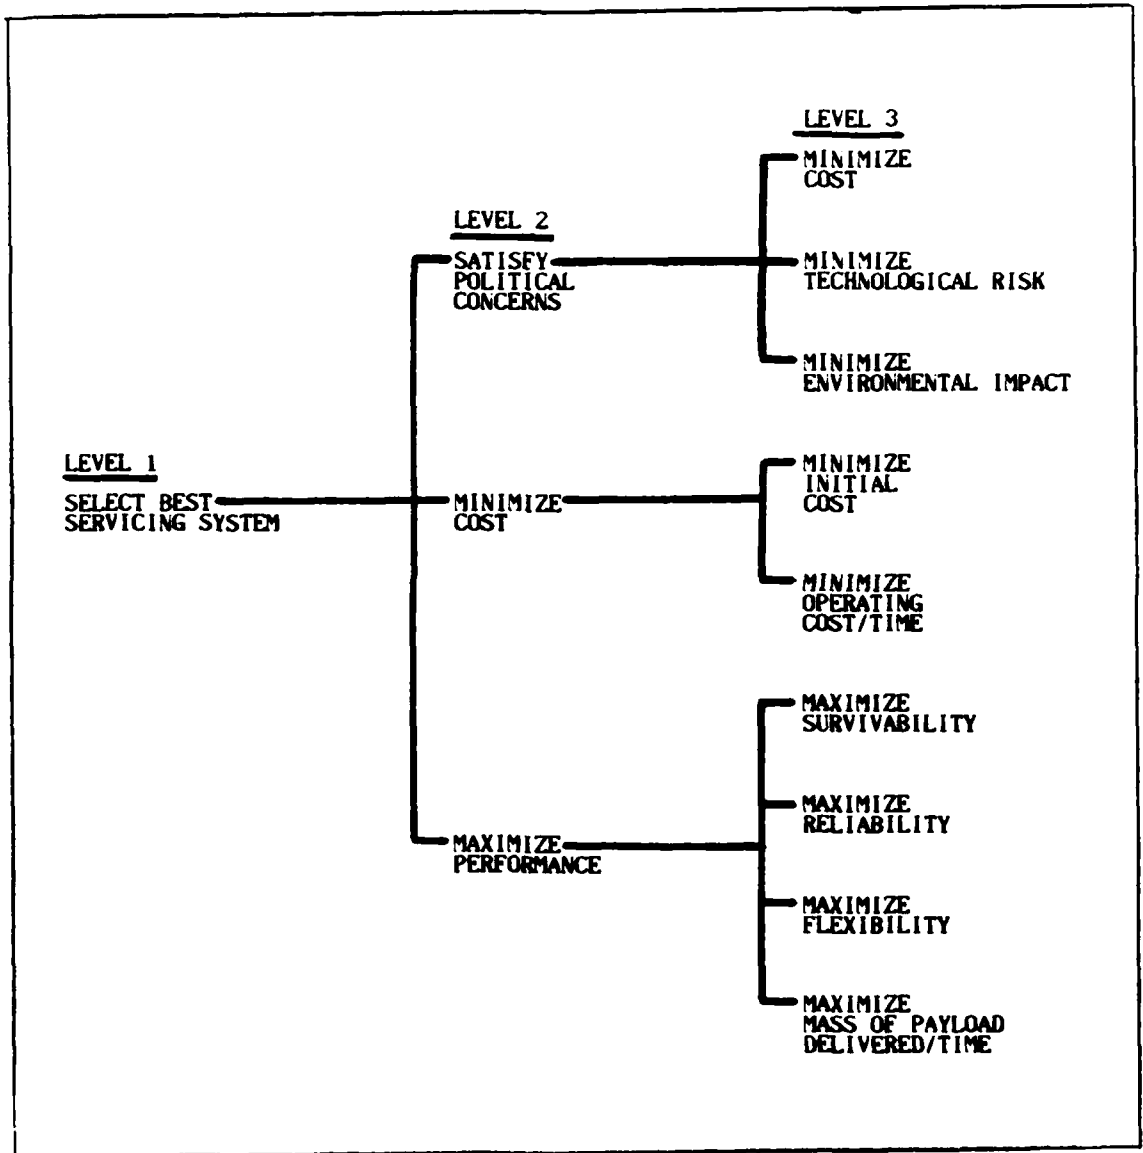 LEVEL 1
SELECT BEST
SERVICING SYSTEM
LEVEL 2
SATISFY
POLITICAL
CONCERNS
MINIMIZE
COST
MAXIMIZE
PERFORMANCE
LEVEL 3
MINIMIZE
COST
MINIMIZE
TECHNOLOGICAL RISK
MINIMIZE
ENVIRONMENTAL IMPACT
MINIMIZE
INITIAL
COST
MINIMIZE
OPERATING
COST/TIME
MAXIMIZE
SURVIVABILITY
MAXIMIZE
RELIABILITY
MAXIMIZE
FLEXIBILITY
MAXIMIZE
MASS OF PAYLOAD
DELIVERED/TIME